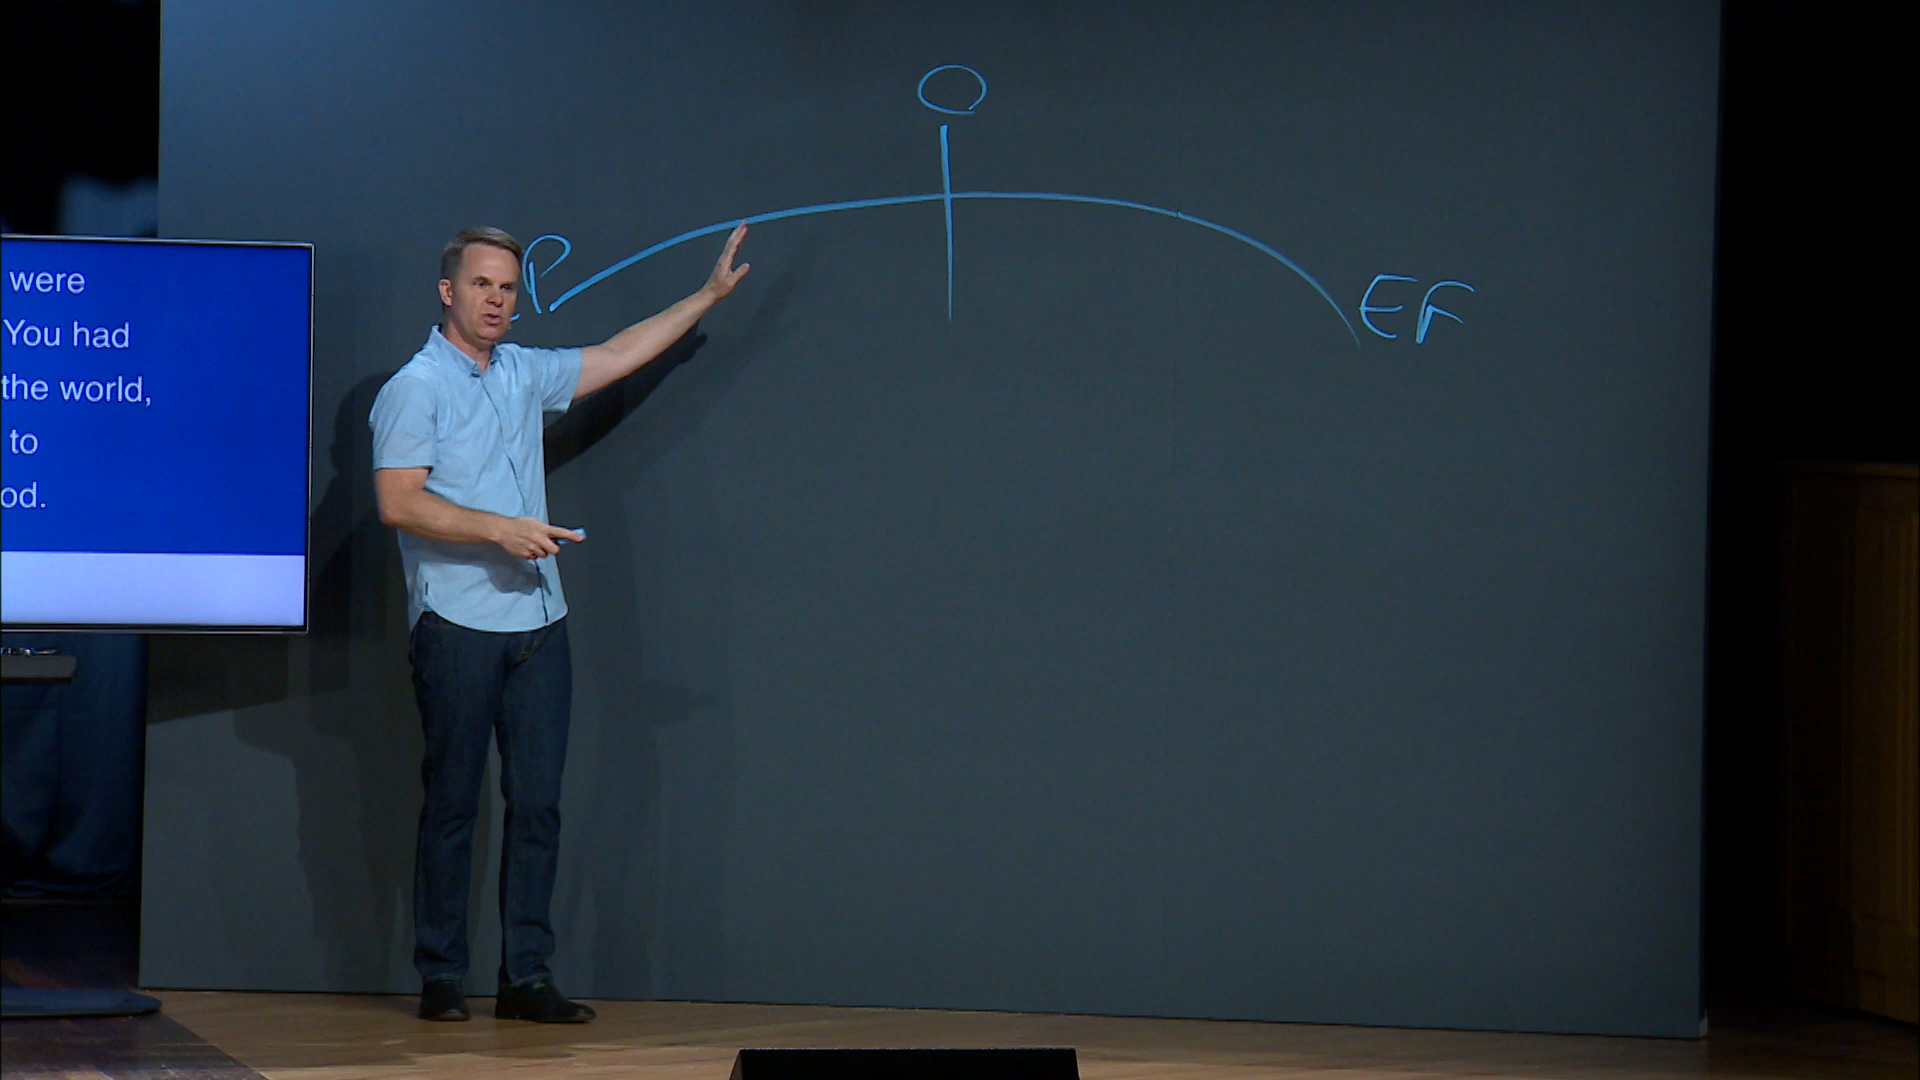 were
You had
the world,
to
od.
P
EF